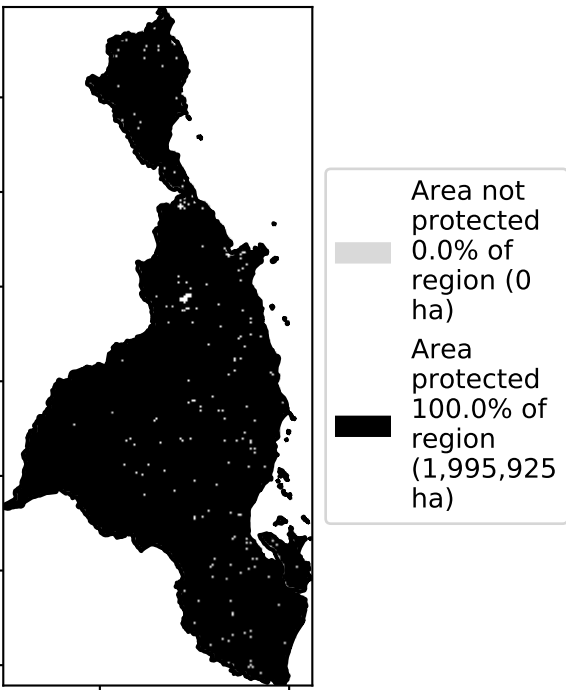 Area not
protected
0.0% of
region (0
ha)
Area
protected
100.0% of
region
(1,995,925
ha)